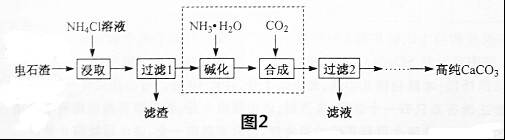 NH₄Cl溶液 NH₃•H₂O CO₂
电石渣 浸取 过滤1 碱化 合成 过滤2 …… 高纯CaCO₃
滤渣 滤液
图2